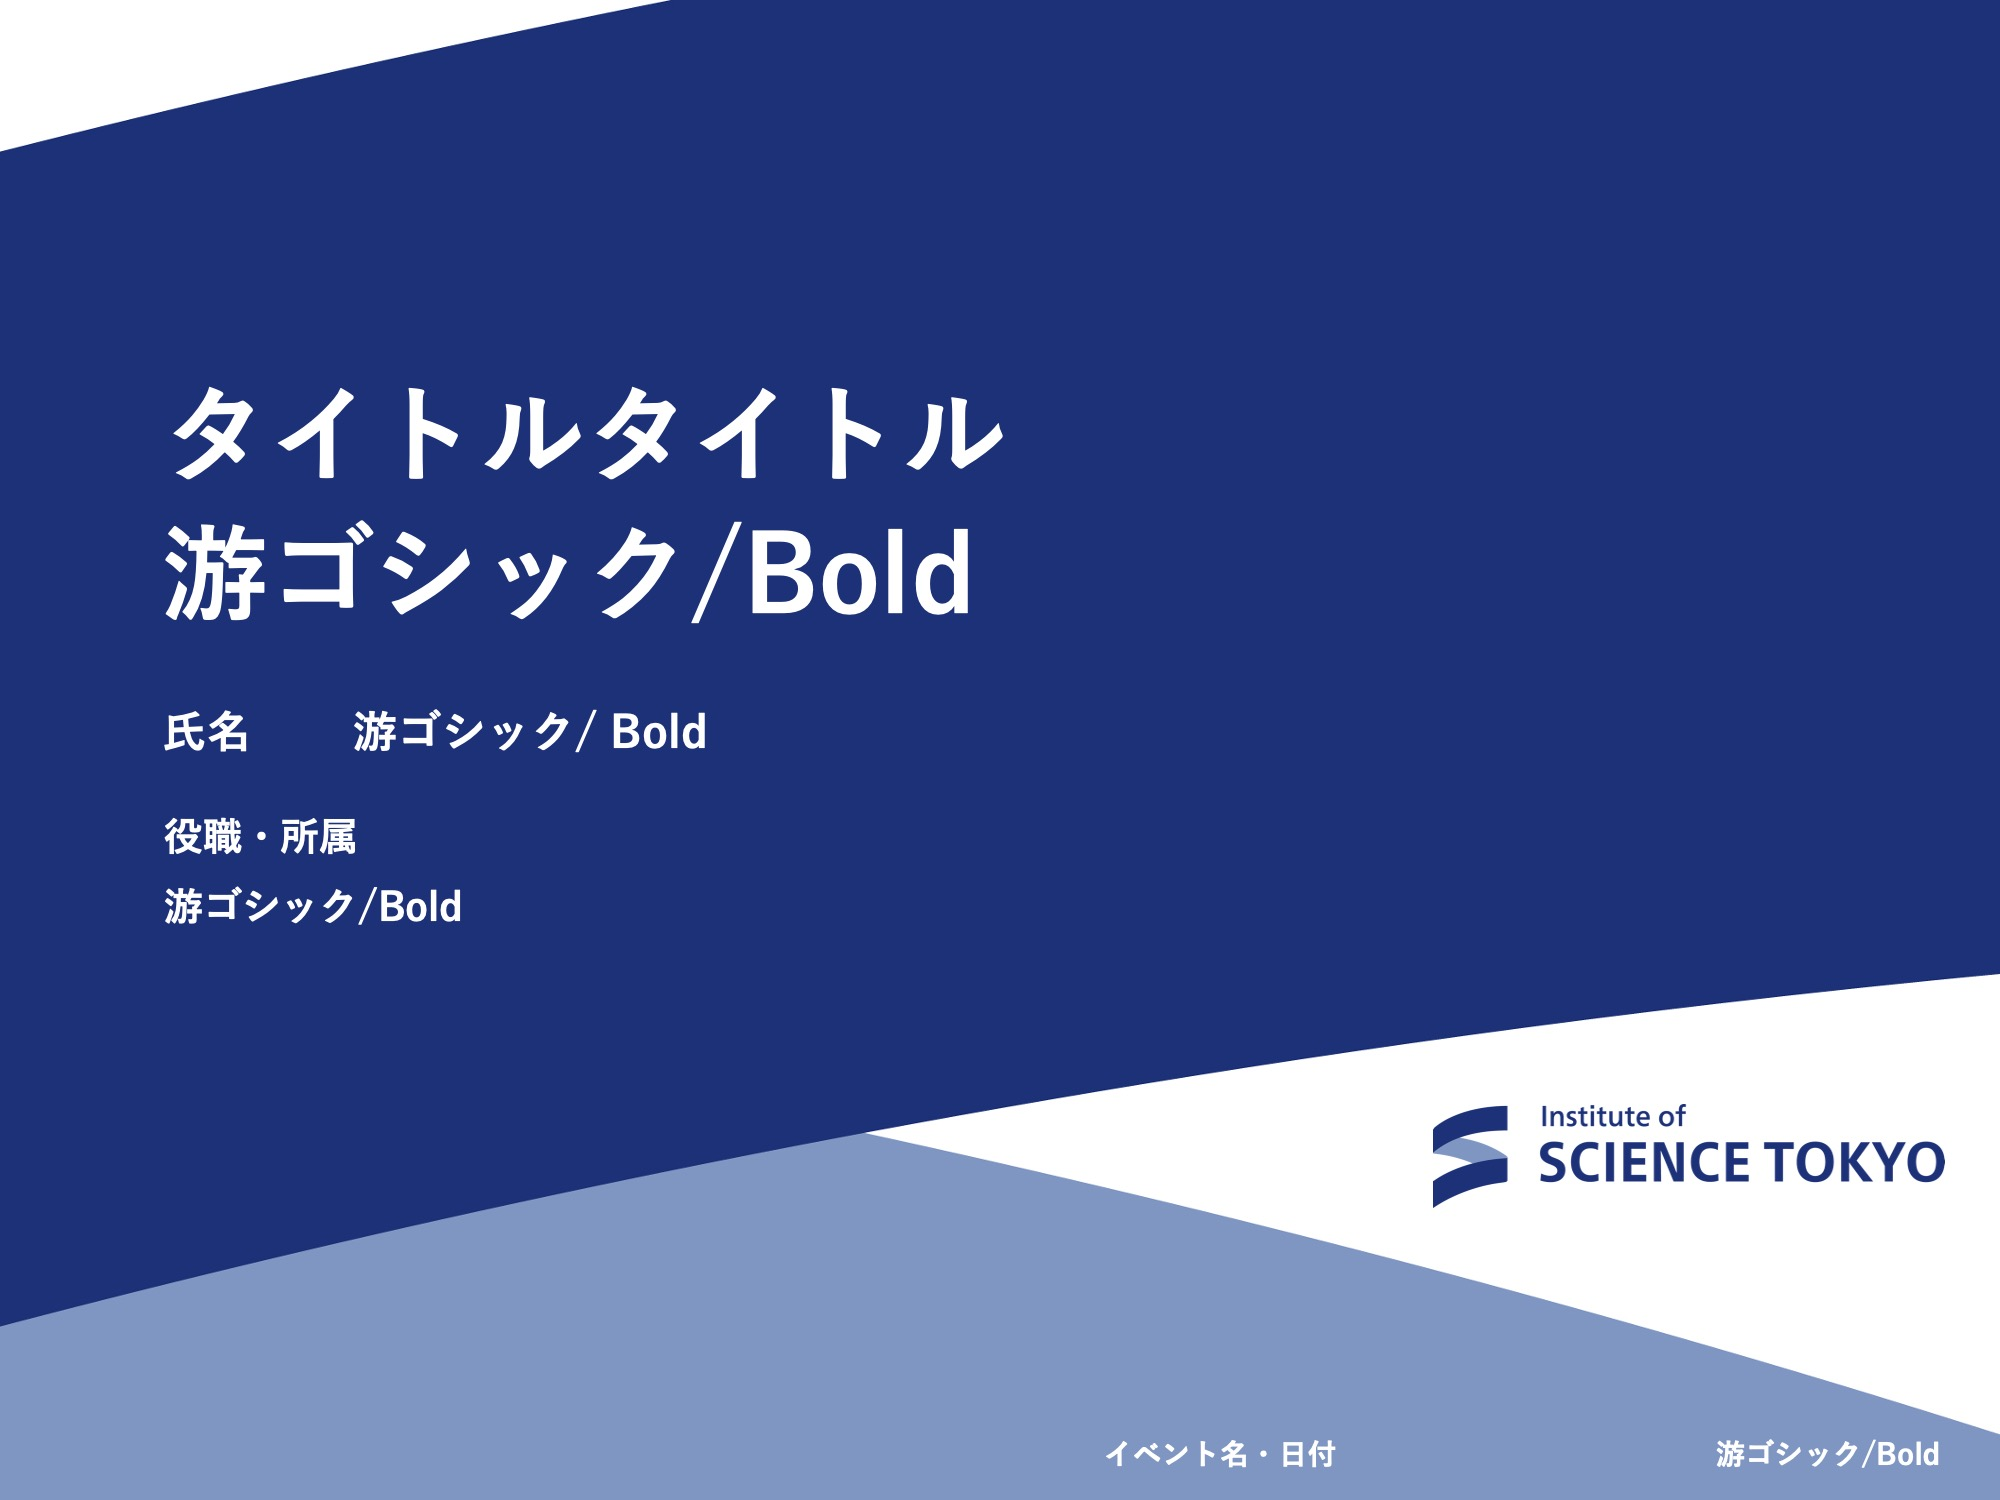 タイトルタイトル
游ゴシック/Bold
氏名　　游ゴシック/ Bold
役職・所属
游ゴシック/Bold
Institute of
SCIENCE TOKYO
イベント名・日付　　游ゴシック/Bold